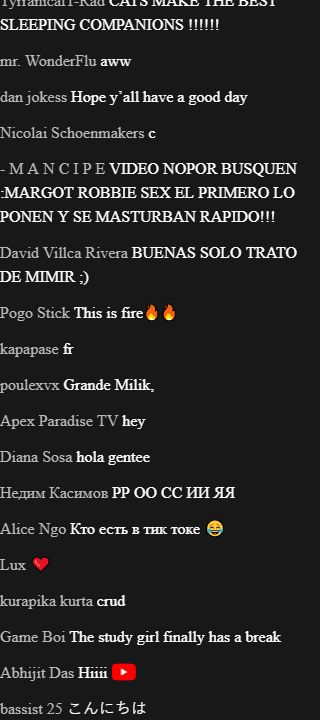 Tyrranical1-Rad CATS MAKE THE BEST
SLEEPING COMPANIONS !!!!!!
mr. WonderFlu aww
dan jokess Hope y'all have a good day
Nicolai Schoenmakers c
- M A N C I P E VIDEO NOPOR BUSQUEN
:MARGOT ROBBIE SEX EL PRIMERO LO
PONEN Y SE MASTURBAN RAPIDO!!!
David Villca Rivera BUENAS SOLO TRATO
DE MIMIR ;)
Pogo Stick This is fire🔥🔥
kapapase fr
poulexvx Grande Milik,
Apex Paradise TV hey
Diana Sosa hola gentee
Недим Касимов РР ОО СС ИИ ЯЯ
Alice Ngo Кто есть в тик токе 😂
Lux ❤
kurapika kurta crud
Game Boi The study girl finally has a break
Abhijit Das Hiiii
bassist 25 こんにちは